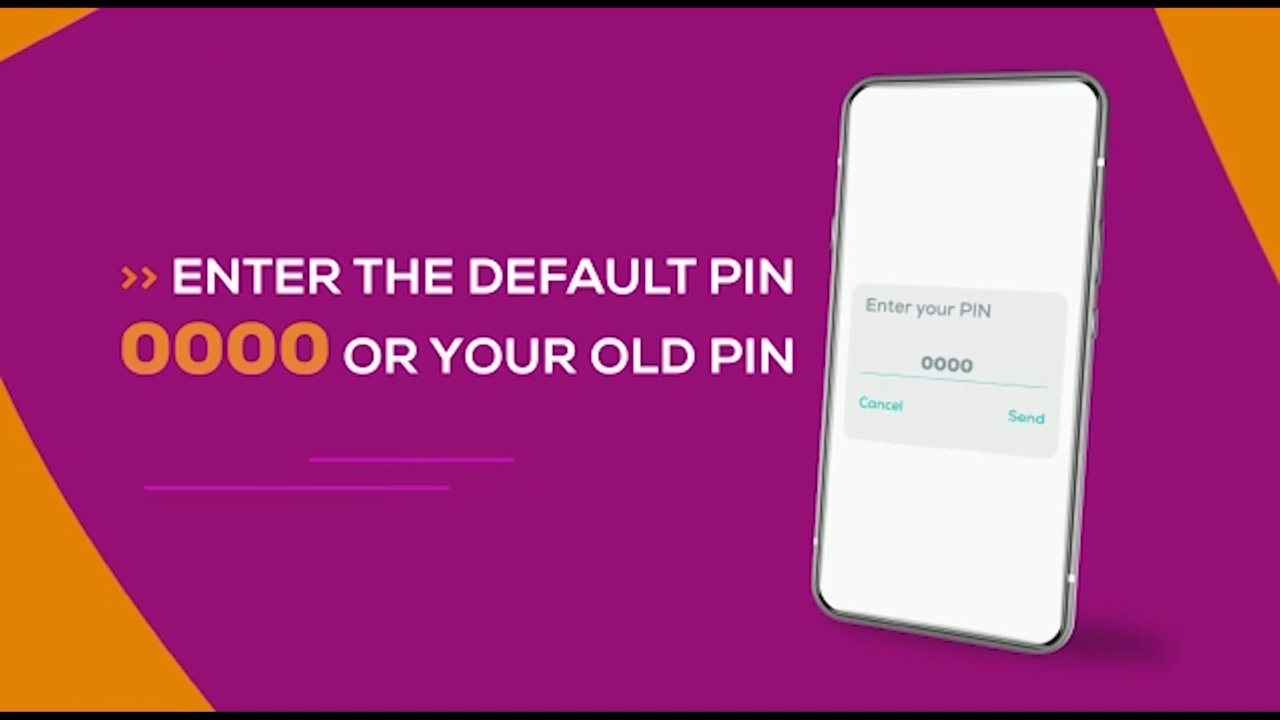 >> ENTER THE DEFAULT PIN
0000 OR YOUR OLD PIN
Enter your PIN
0000
Cancel
Send